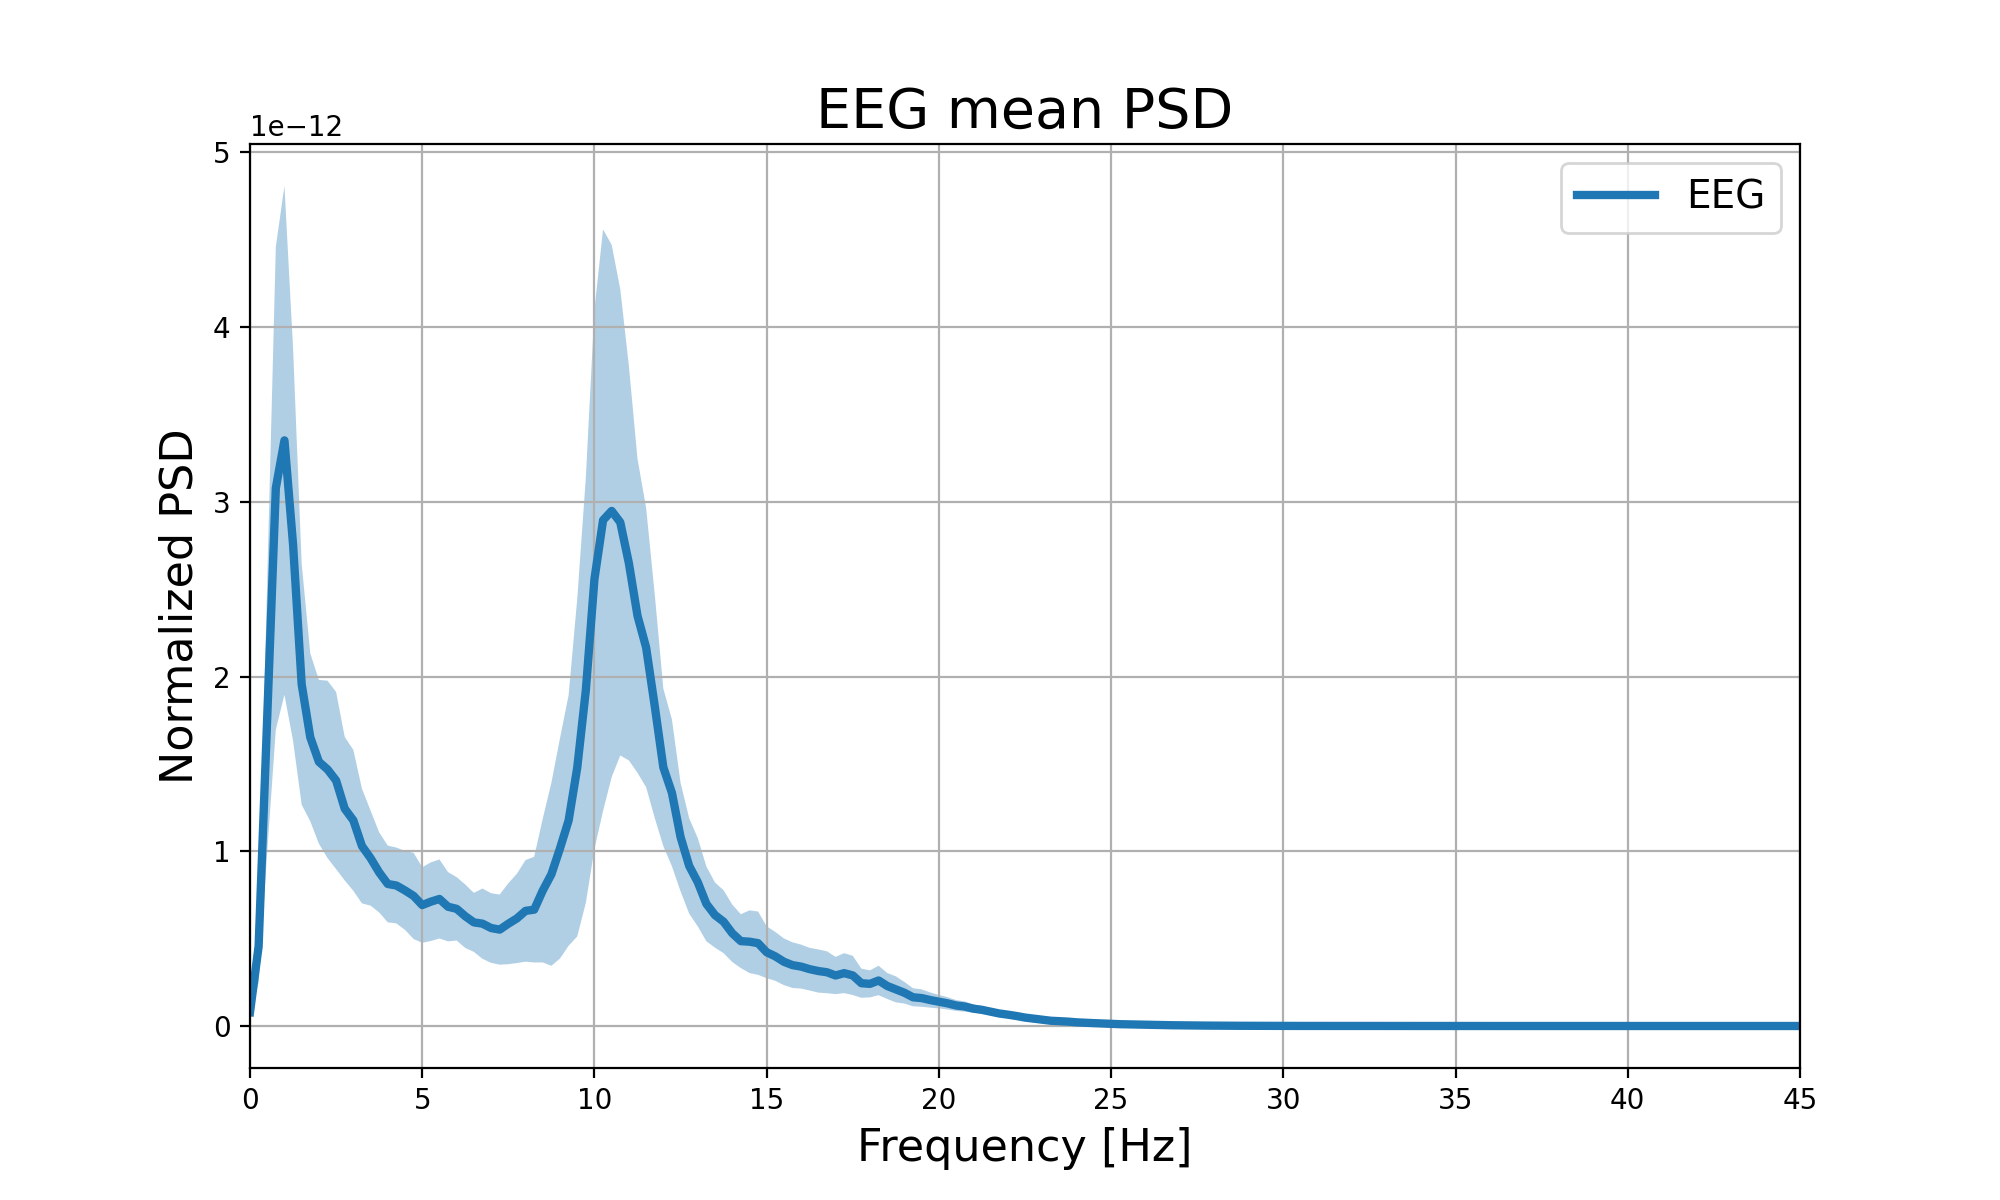 EEG mean PSD
1e−12
5
4
3
2
1
0
Normalized PSD
EEG
0 5 10 15 20 25 30 35 40 45
Frequency [Hz]